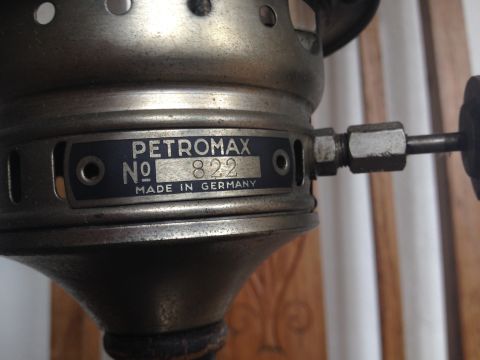 PETROMAX
Nº 822
MADE IN GERMANY